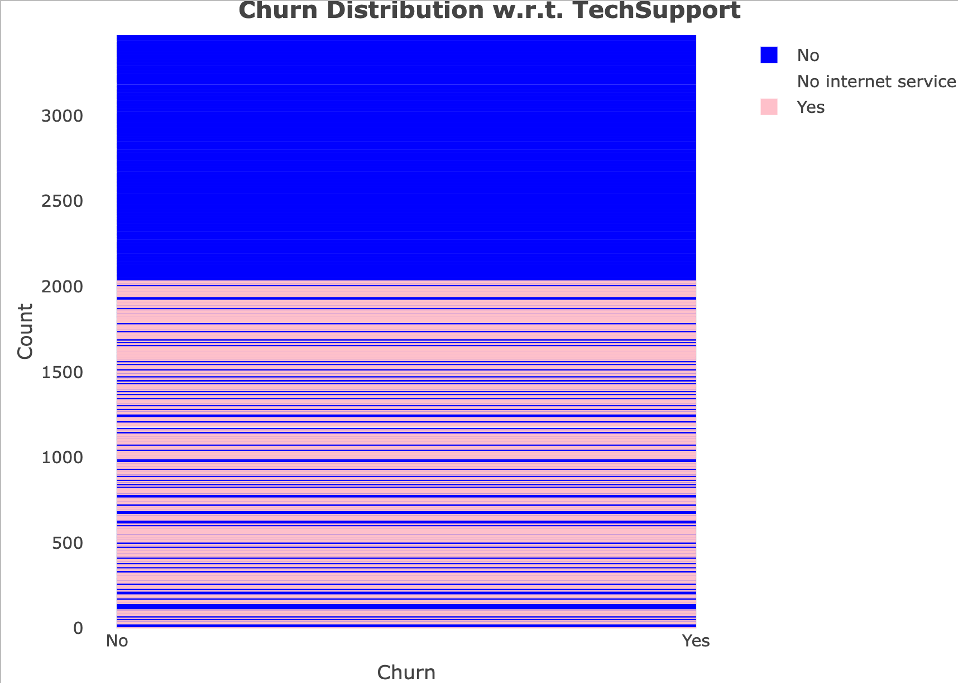 Churn Distribution w.r.t. TechSupport
No
No internet service
Yes
3000
2500
2000
1500
1000
500
0
Count
No Yes
Churn